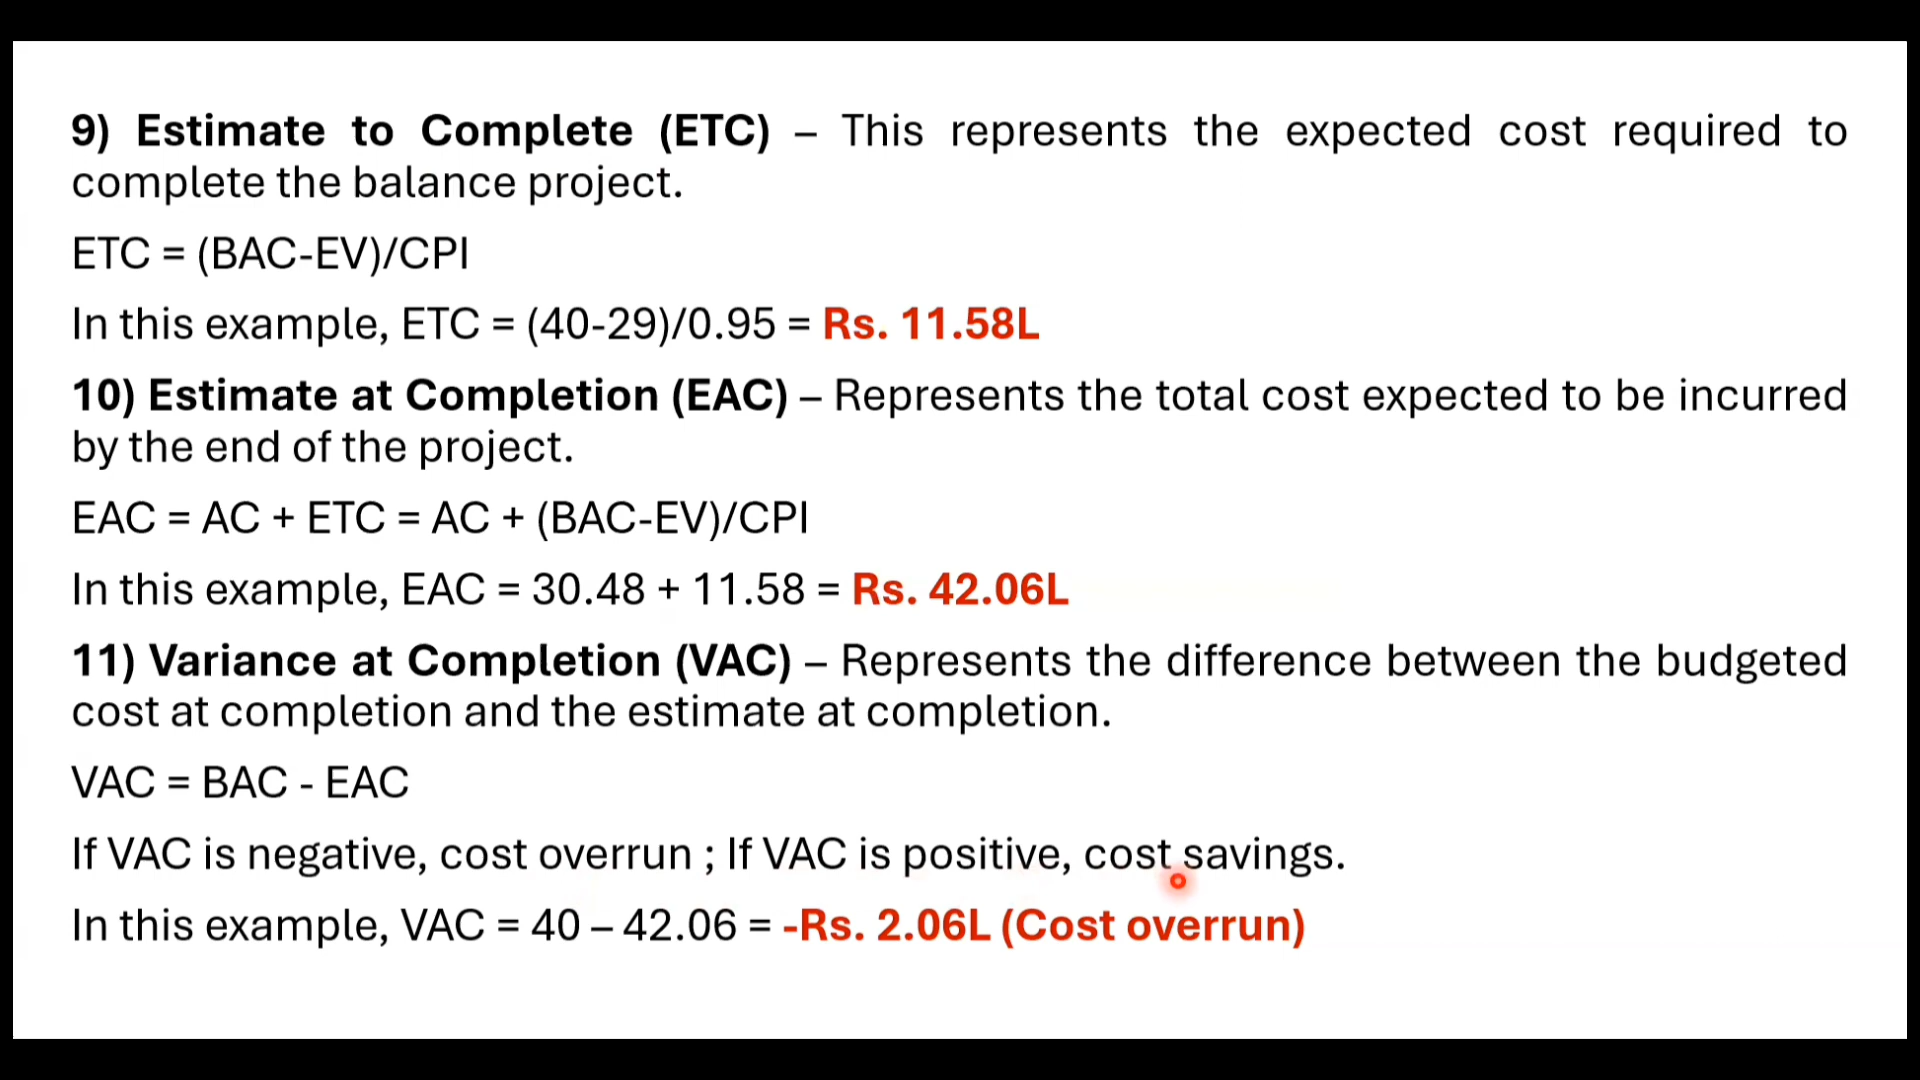 9) Estimate to Complete (ETC) – This represents the expected cost required to
complete the balance project.
ETC = (BAC-EV)/CPI
In this example, ETC = (40-29)/0.95 = Rs. 11.58L
10) Estimate at Completion (EAC) – Represents the total cost expected to be incurred
by the end of the project.
EAC = AC + ETC = AC + (BAC-EV)/CPI
In this example, EAC = 30.48 + 11.58 = Rs. 42.06L
11) Variance at Completion (VAC) – Represents the difference between the budgeted
cost at completion and the estimate at completion.
VAC = BAC - EAC
If VAC is negative, cost overrun ; If VAC is positive, cost savings.
In this example, VAC = 40 – 42.06 = -Rs. 2.06L (Cost overrun)